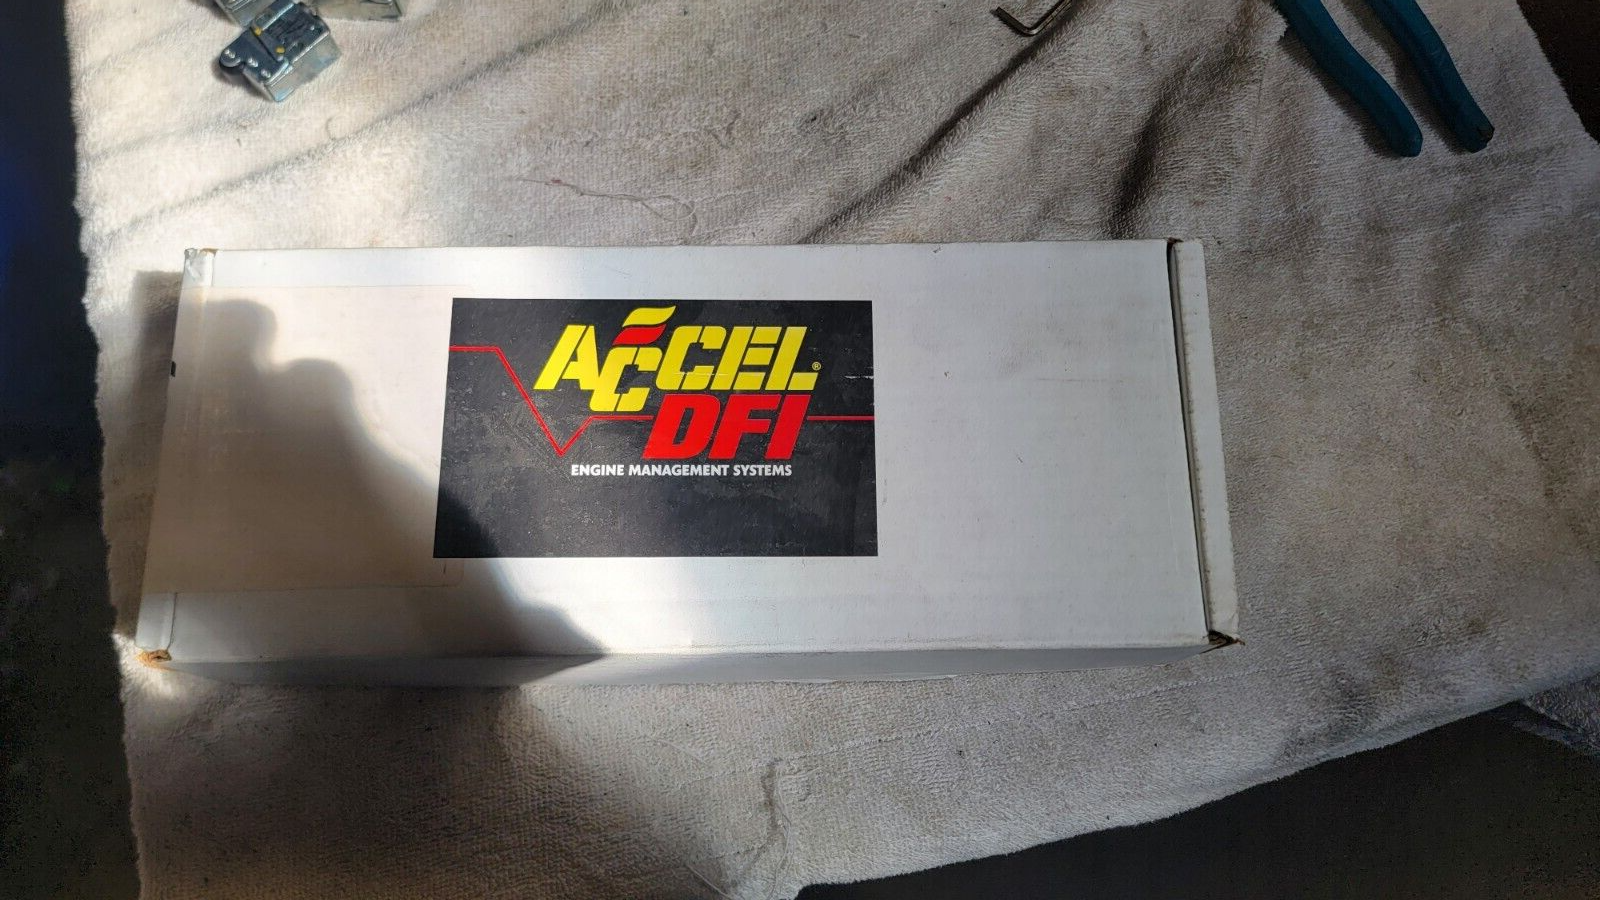 ACCEL®
DFI
ENGINE MANAGEMENT SYSTEMS